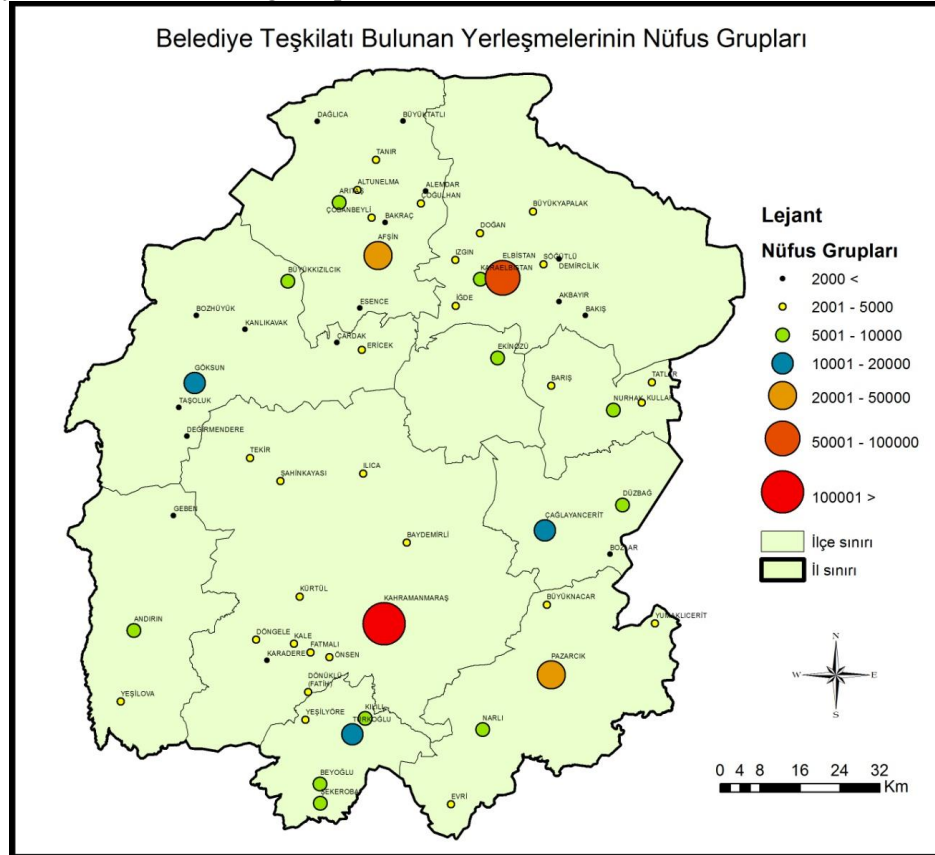 Belediye Teşkilatı Bulunan Yerleşmelerinin Nüfus Grupları
DAĞLICA
BÜYÜKTATLI
TANIR
ALTUNELMA
ALEMDAR
ARITAŞ
ÇOĞULHAN
ÇOBANBEYLİ
BAKRAÇ
BÜYÜKYAPALAK
DOĞAN
AFŞİN
IZGIN
ELBİSTAN
SÖĞÜTLÜ
DEMİRCİLİK
KARAELBİSTAN
BÜYÜKKIZILCIK
İĞDE
AKBAYIR
ESENCE
BAKIŞ
BOZHÜYÜK
KANLIKAVAK
ÇARDAK
ERİCEK
EKİNÖZÜ
GÖKSUN
BARIŞ
TATLAR
NURHAK
KULLAR
TAŞOLUK
DEĞİRMENDERE
TEKİR
ŞAHİNKAYASI
ILICA
DÜZBAĞ
GEBEN
ÇAĞLAYANCERİT
BAYDEMİRLİ
BOZLAR
KÜRTÜL
KAHRAMANMARAŞ
BÜYÜKNACAR
YUMAKLICERİT
ANDIRIN
DÖNGELE
KALE
FATMALI
KARADERE
ÖNSEN
PAZARCIK
DÖNÜKLÜ
(FATİH)
YEŞİLOVA
YEŞİLYÖRE
KILILI
TÜRKOĞLU
NARLI
BEYOĞLU
ŞEKEROBA
EVRİ
Lejant
Nüfus Grupları
2000 <
2001 - 5000
5001 - 10000
10001 - 20000
20001 - 50000
50001 - 100000
100001 >
İlçe sınırı
İl sınırı
N
W
E
S
0 4 8 16 24 32
Km